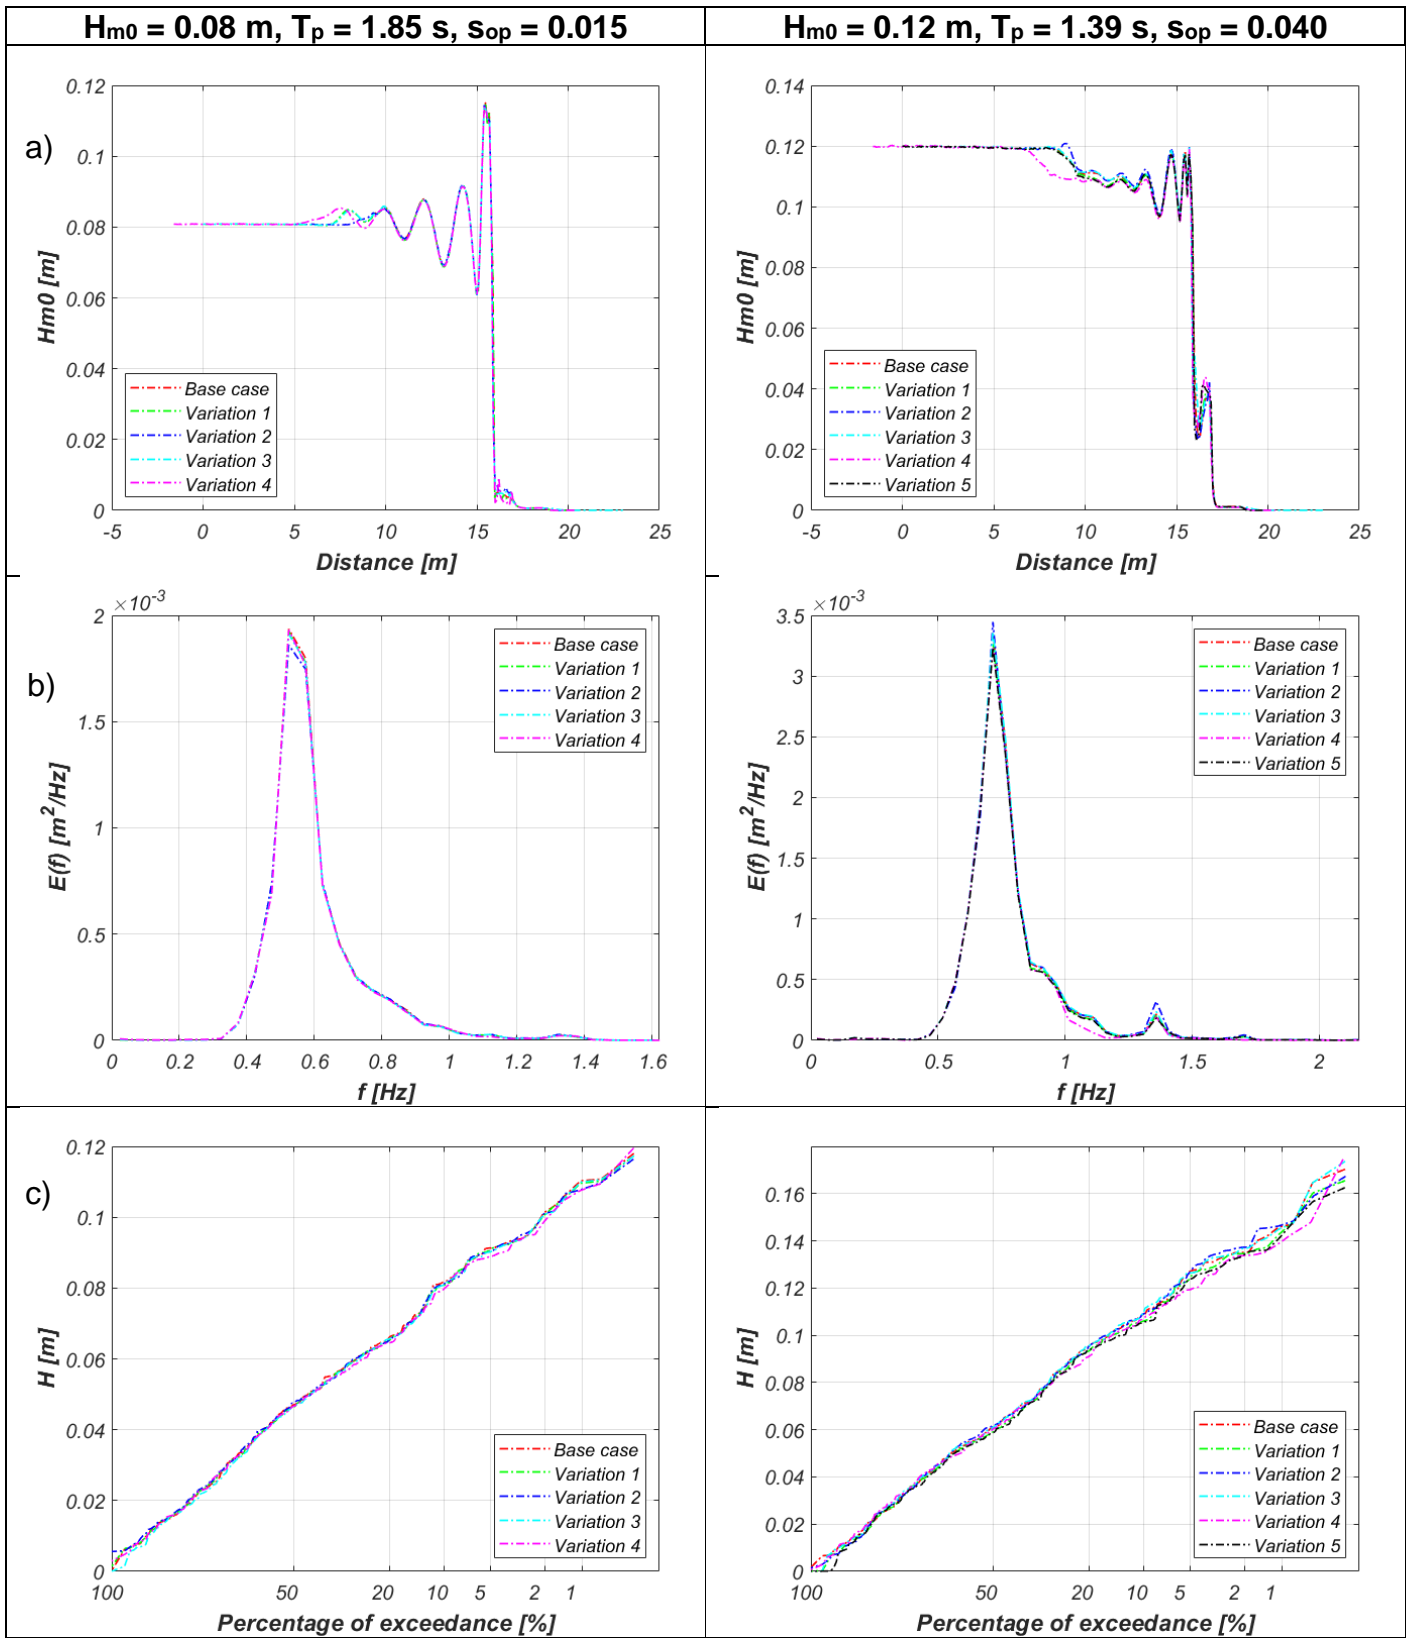 Hm0 = 0.08 m, Tp = 1.85 s, sop = 0.015
Hm0 = 0.12 m, Tp = 1.39 s, sop = 0.040
a)
0.12
0.1
0.08
0.06
0.04
0.02
0
Hm0 [m]
Base case
Variation 1
Variation 2
Variation 3
Variation 4
-5 0 5 10 15 20 25
Distance [m]
0.14
0.12
0.1
0.08
0.06
0.04
0.02
0
Hm0 [m]
Base case
Variation 1
Variation 2
Variation 3
Variation 4
Variation 5
-5 0 5 10 15 20 25
Distance [m]
b)
×10-3
2
1.5
1
0.5
0
E(f) [m2/Hz]
Base case
Variation 1
Variation 2
Variation 3
Variation 4
0 0.2 0.4 0.6 0.8 1 1.2 1.4 1.6
f [Hz]
×10-3
3.5
3
2.5
2
1.5
1
0.5
0
E(f) [m2/Hz]
Base case
Variation 1
Variation 2
Variation 3
Variation 4
Variation 5
0 0.5 1 1.5 2
f [Hz]
c)
0.12
0.1
0.08
0.06
0.04
0.02
0
H [m]
Base case
Variation 1
Variation 2
Variation 3
Variation 4
100 50 20 10 5 2 1
Percentage of exceedance [%]
0.16
0.14
0.12
0.1
0.08
0.06
0.04
0.02
0
H [m]
Base case
Variation 1
Variation 2
Variation 3
Variation 4
Variation 5
100 50 20 10 5 2 1
Percentage of exceedance [%]